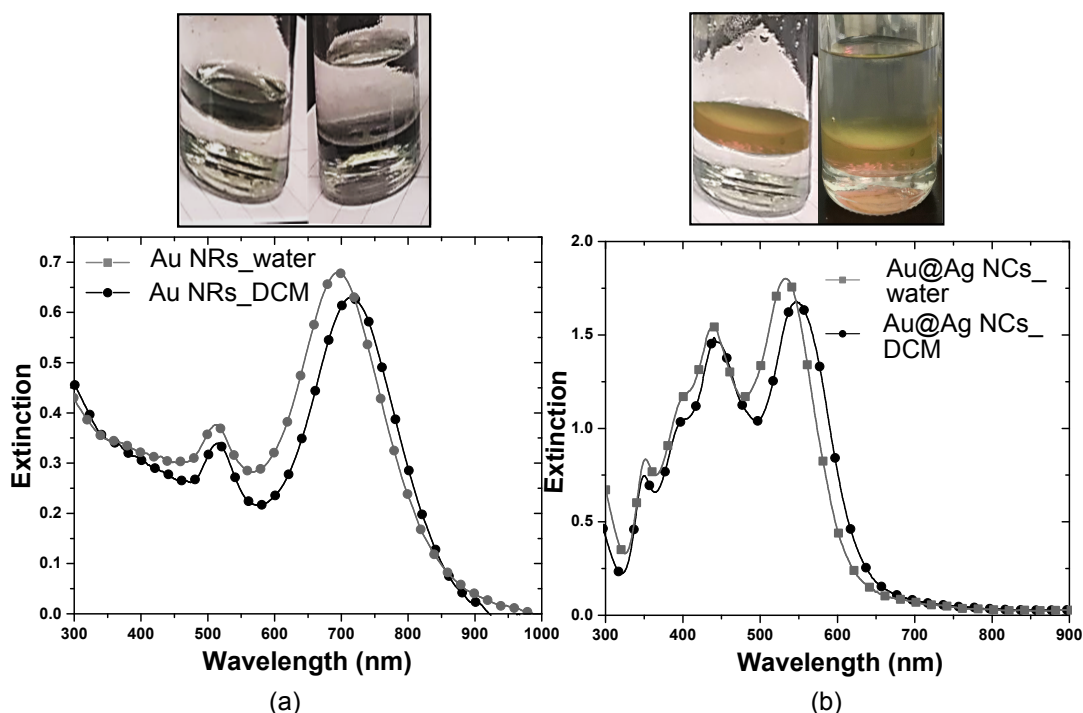 Au NRs_water
Au NRs_DCM
0.7
0.6
0.5
0.4
0.3
0.2
0.1
0.0
Extinction
300 400 500 600 700 800 900 1000
Wavelength (nm)
(a)
Au@Ag NCs_
water
Au@Ag NCs_
DCM
2.0
1.5
1.0
0.5
0.0
Extinction
300 400 500 600 700 800 900
Wavelength (nm)
(b)